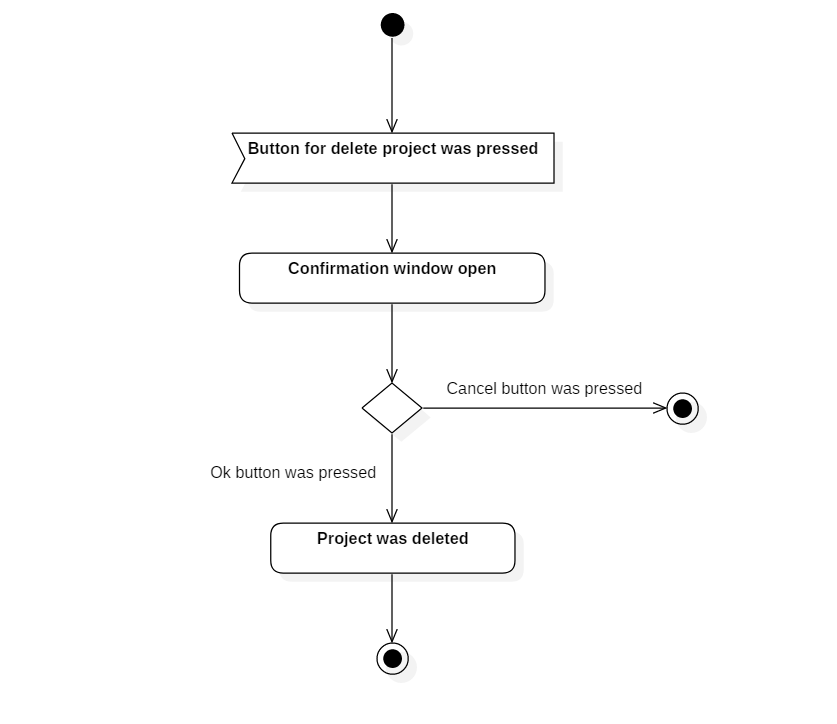 Button for delete project was pressed
Confirmation window open
Cancel button was pressed
Ok button was pressed
Project was deleted